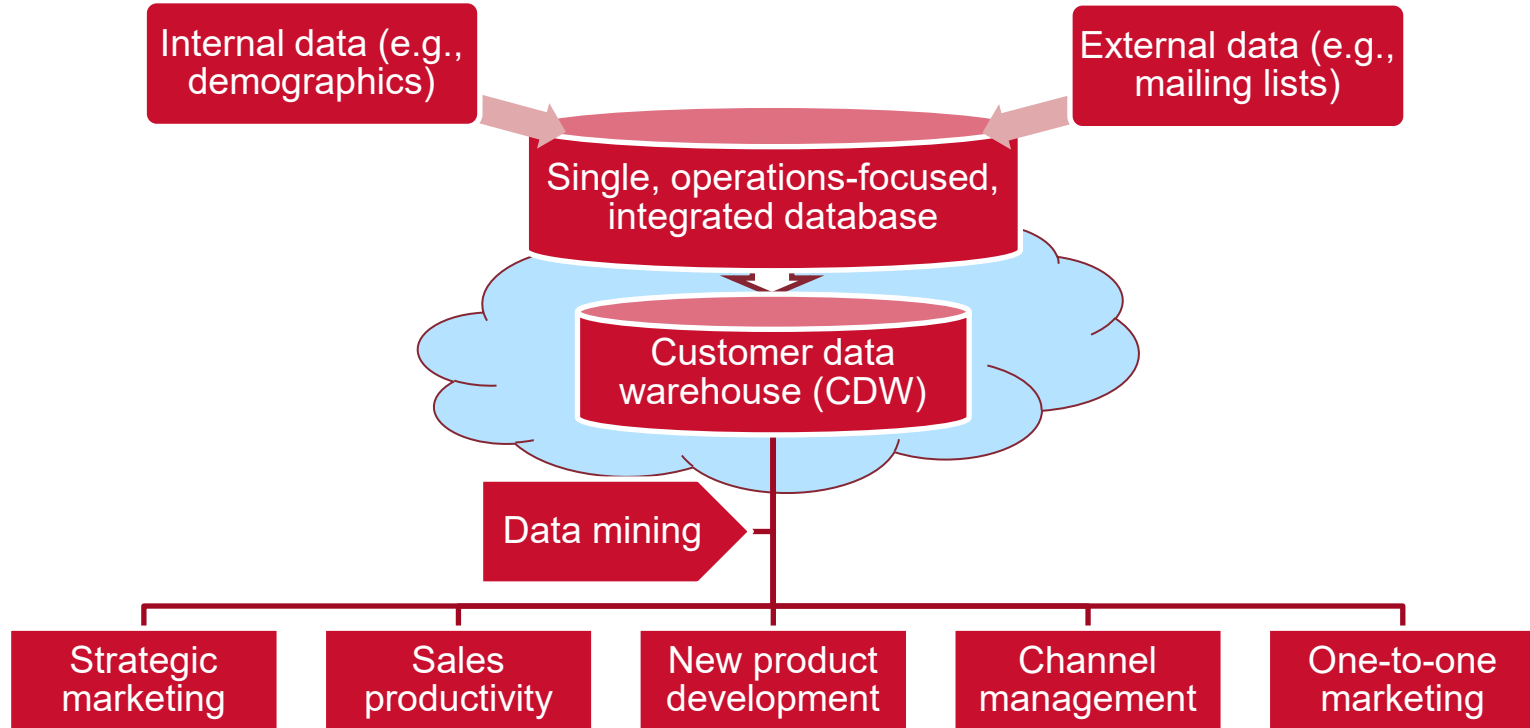 Internal data (e.g.,
demographics)
External data (e.g.,
mailing lists)
Single, operations-focused,
integrated database
Customer data
warehouse (CDW)
Data mining
Strategic
marketing
Sales
productivity
New product
development
Channel
management
One-to-one
marketing